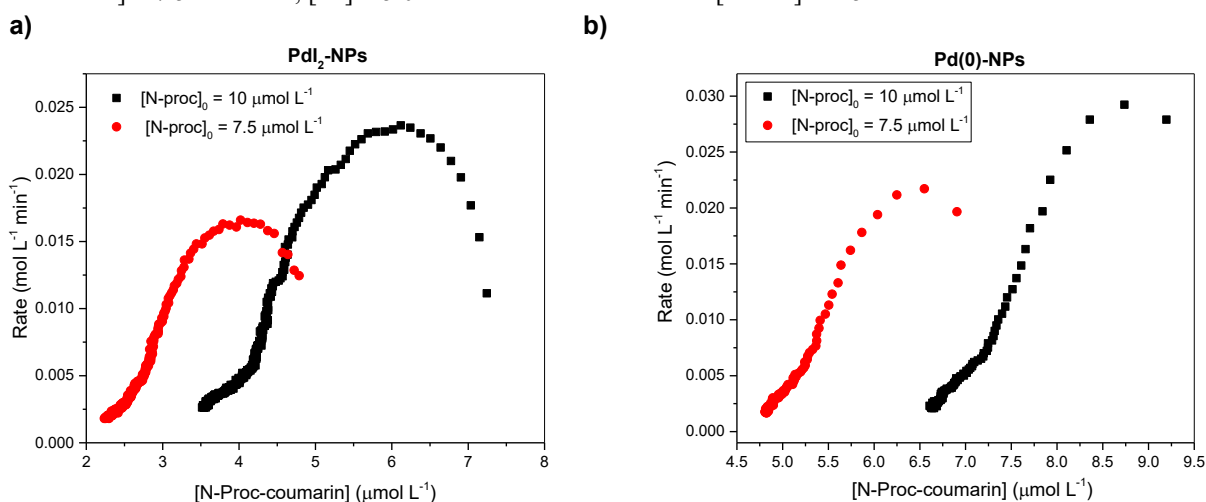 a)
PdI₂-NPs
[N-proc]₀ = 10 μmol L⁻¹
[N-proc]₀ = 7.5 μmol L⁻¹
Rate (mol L⁻¹ min⁻¹)
0.025
0.020
0.015
0.010
0.005
0.000
2 3 4 5 6 7 8
[N-Proc-coumarin] (μmol L⁻¹)
b)
Pd(0)-NPs
[N-proc]₀ = 10 μmol L⁻¹
[N-proc]₀ = 7.5 μmol L⁻¹
Rate (mol L⁻¹ min⁻¹)
0.030
0.025
0.020
0.015
0.010
0.005
0.000
4.5 5.0 5.5 6.0 6.5 7.0 7.5 8.0 8.5 9.0 9.5
[N-Proc-coumarin] (μmol L⁻¹)